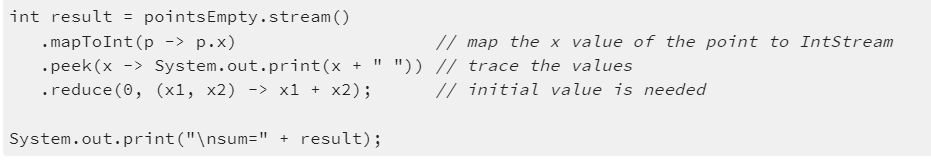 int result = pointsEmpty.stream()
   .mapToInt(p -> p.x)                    // map the x value of the point to IntStream
   .peek(x -> System.out.print(x + " ")) // trace the values
   .reduce(0, (x1, x2) -> x1 + x2);       // initial value is needed

System.out.print("\nsum=" + result);